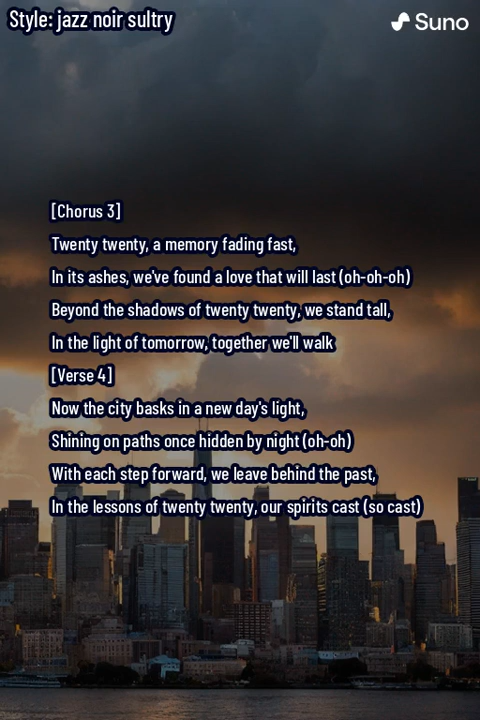 Style: jazz noir sultry
Suno
[Chorus 3]
Twenty twenty, a memory fading fast,
In its ashes, we've found a love that will last (oh-oh-oh)
Beyond the shadows of twenty twenty, we stand tall,
In the light of tomorrow, together we'll walk
[Verse 4]
Now the city basks in a new day's light,
Shining on paths once hidden by night (oh-oh)
With each step forward, we leave behind the past,
In the lessons of twenty twenty, our spirits cast (so cast)